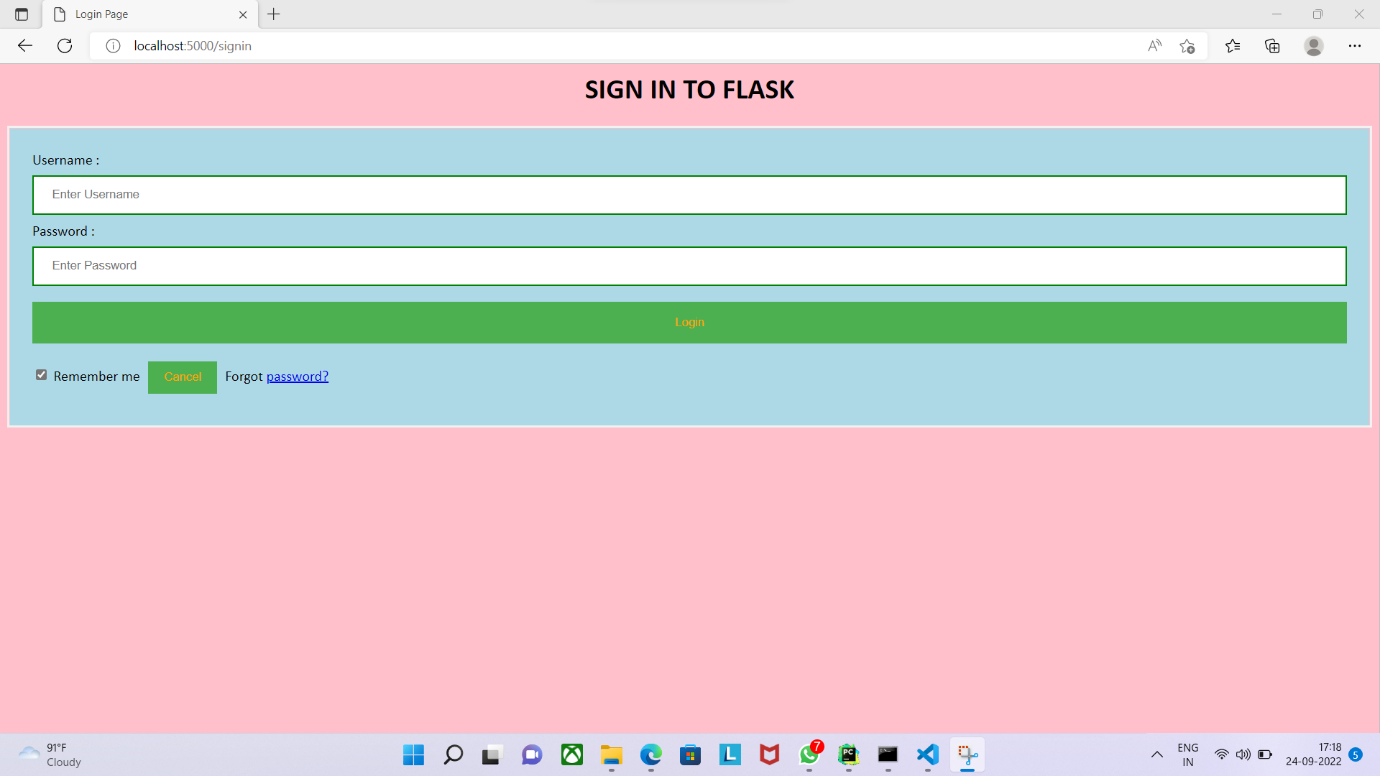 Login Page
localhost:5000/signin
SIGN IN TO FLASK
Username :
Enter Username
Password :
Enter Password
Login
Remember me Cancel Forgot password?
91°F
Cloudy
7
ENG
IN
17:18
24-09-2022
5